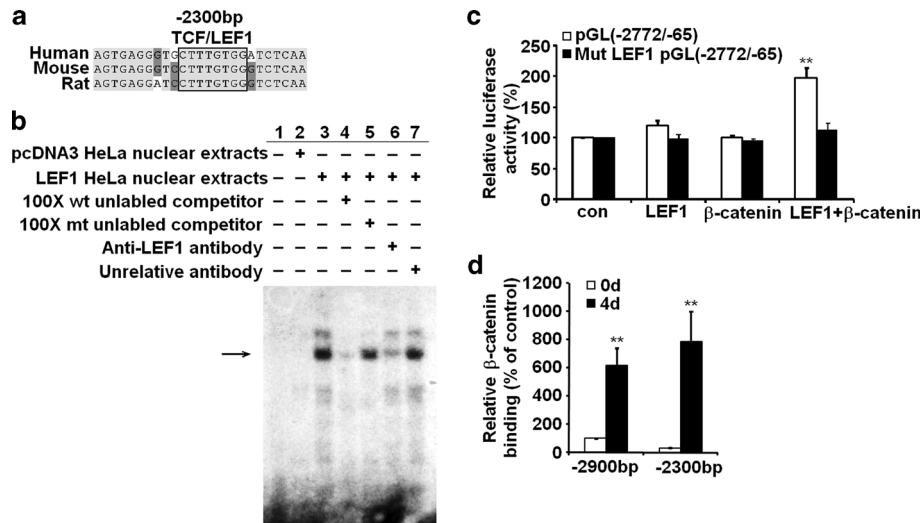 a
-2300bp
TCF/LEF1
Human AGTGAGGGTGCTTTGTGGATCTCAA
Mouse AGTGAGGGTCCTTTGTGGGTCTCAA
Rat AGTGAGGATCCTTTGTGGGTCTCAA
b
1 2 3 4 5 6 7
pcDNA3 HeLa nuclear extracts – + – – – – –
LEF1 HeLa nuclear extracts – – + + + + +
100X wt unlabled competitor – – – + – – –
100X mt unlabled competitor – – – – + – –
Anti-LEF1 antibody – – – – – + –
Unrelative antibody – – – – – – +
c
pGL(-2772/-65)
Mut LEF1 pGL(-2772/-65)
Relative luciferase
activity (%)
250
200
150
100
50
0
**
con LEF1 β-catenin LEF1+β-catenin
d
0d
4d
Relative β-catenin
binding (% of control)
1200
1000
800
600
400
200
0
** **
-2900bp -2300bp